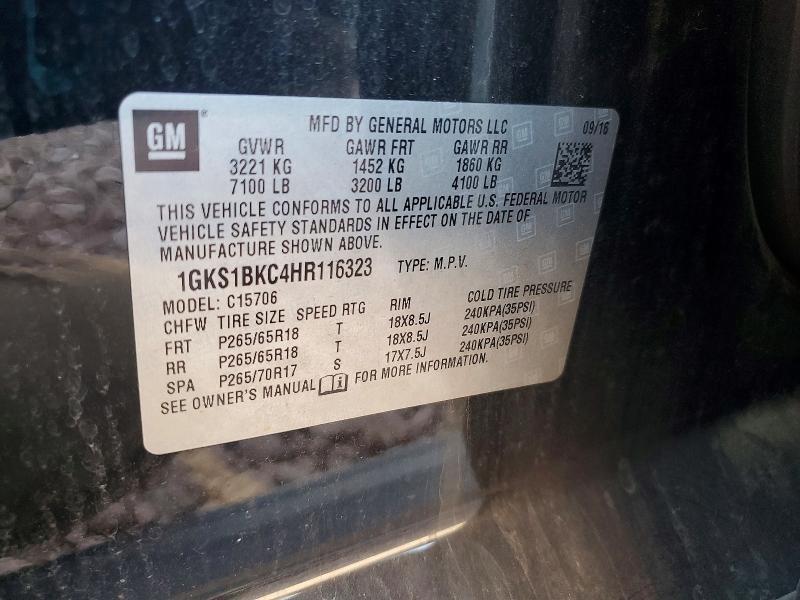 GM
MFD BY GENERAL MOTORS LLC 09/16
GVWR GAWR FRT GAWR RR
3221 KG 1452 KG 1860 KG
7100 LB 3200 LB 4100 LB
THIS VEHICLE CONFORMS TO ALL APPLICABLE U.S. FEDERAL MOTOR
VEHICLE SAFETY STANDARDS IN EFFECT ON THE DATE OF
MANUFACTURE SHOWN ABOVE.
1GKS1BKC4HR116323 TYPE: M.P.V.
MODEL: C15706
CHFW TIRE SIZE SPEED RTG RIM COLD TIRE PRESSURE
FRT P265/65R18 T 18X8.5J 240KPA(35PSI)
RR P265/65R18 T 18X8.5J 240KPA(35PSI)
SPA P265/70R17 S 17X7.5J 240KPA(35PSI)
SEE OWNER'S MANUAL FOR MORE INFORMATION.